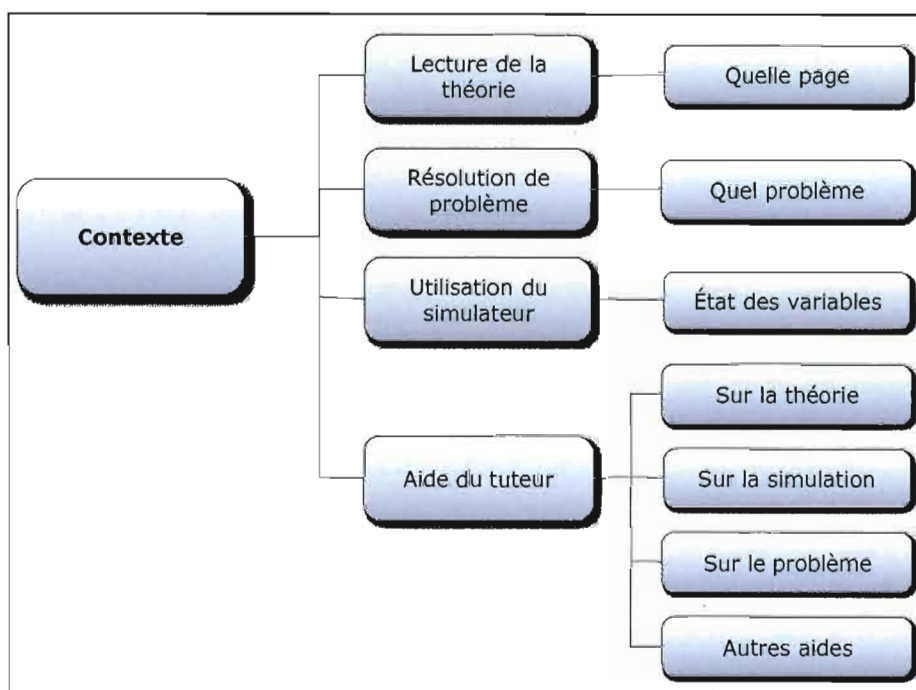 Contexte
Lecture de la
théorie
Quelle page
Résolution de
problème
Quel problème
Utilisation du
simulateur
État des variables
Aide du tuteur
Sur la théorie
Sur la simulation
Sur le problème
Autres aides